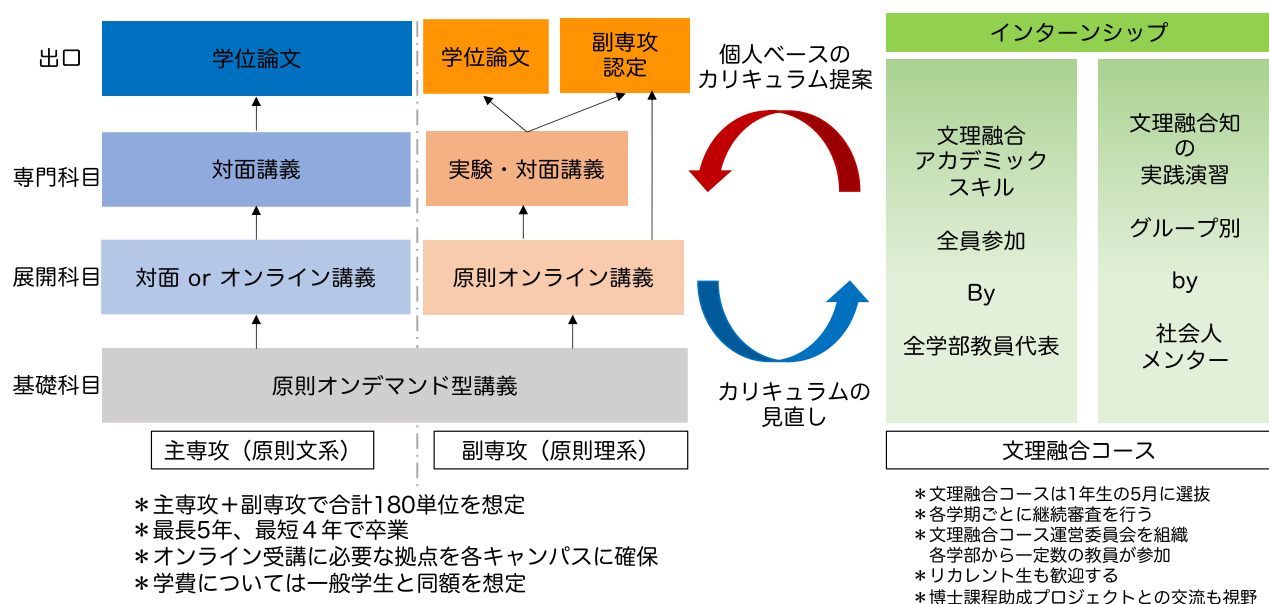 出口
学位論文
学位論文
副専攻
認定
専門科目
対面講義
実験・対面講義
展開科目
対面 or オンライン講義
原則オンライン講義
基礎科目
原則オンデマンド型講義
主専攻（原則文系）
副専攻（原則理系）
＊主専攻＋副専攻で合計180単位を想定
＊最長5年、最短４年で卒業
＊オンライン受講に必要な拠点を各キャンパスに確保
＊学費については一般学生と同額を想定
個人ベースの
カリキュラム提案
カリキュラムの
見直し
インターンシップ
文理融合
アカデミック
スキル
全員参加
By
全学部教員代表
文理融合知
の
実践演習
グループ別
by
社会人
メンター
文理融合コース
＊文理融合コースは1年生の5月に選抜
＊各学期ごとに継続審査を行う
＊文理融合コース運営委員会を組織
各学部から一定数の教員が参加
＊リカレント生も歓迎する
＊博士課程助成プロジェクトとの交流も視野